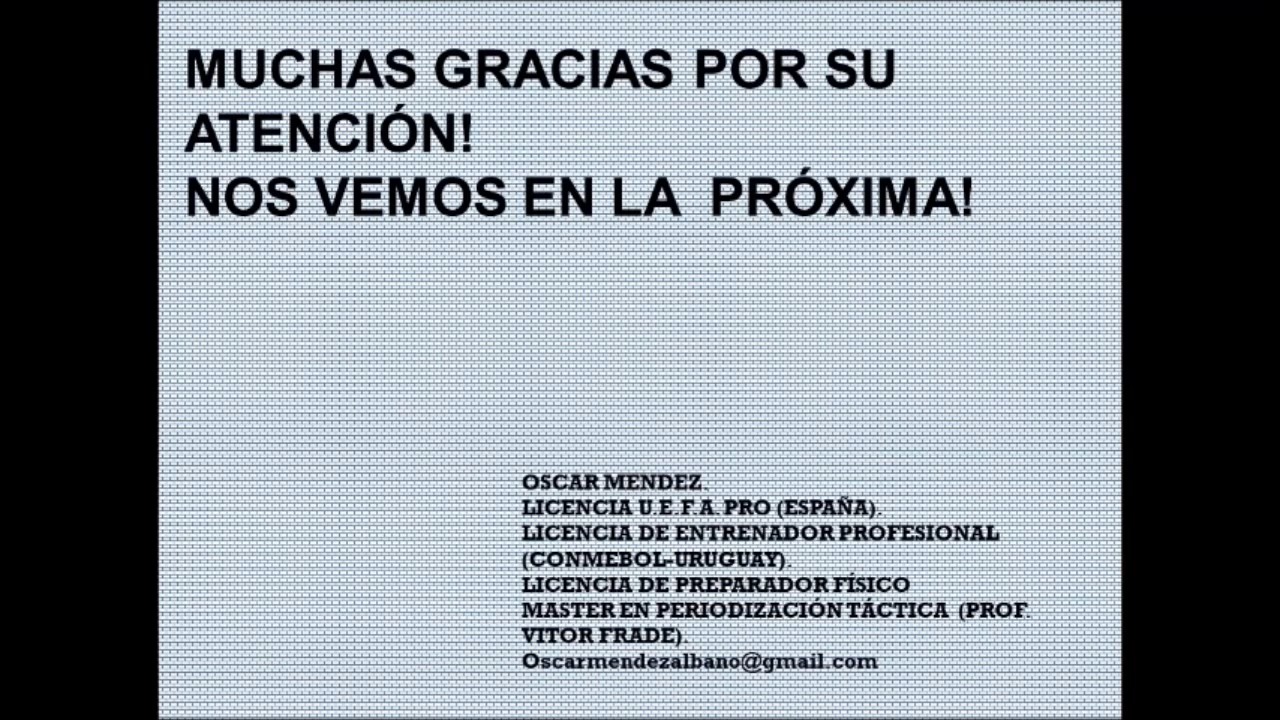 MUCHAS GRACIAS POR SU
ATENCIÓN!
NOS VEMOS EN LA PRÓXIMA!
OSCAR MENDEZ.
LICENCIA U.E.F.A. PRO (ESPAÑA).
LICENCIA DE ENTRENADOR PROFESIONAL
(CONMEBOL-URUGUAY).
LICENCIA DE PREPARADOR FÍSICO
MASTER EN PERIODIZACIÓN TÁCTICA (PROF.
VITOR FRADE).
Oscarmendezalbano@gmail.com